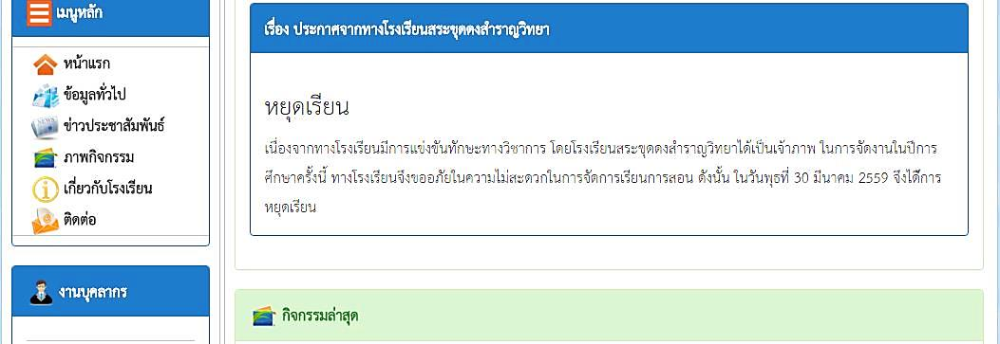 เมนูหลัก
หน้าแรก
ข้อมูลทั่วไป
ข่าวประชาสัมพันธ์
ภาพกิจกรรม
เกี่ยวกับโรงเรียน
ติดต่อ
งานบุคลากร
เรื่อง ประกาศจากทางโรงเรียนสระขุดดงสำราญวิทยา
หยุดเรียน
เนื่องจากทางโรงเรียนมีการแข่งขันทักษะทางวิชาการ โดยโรงเรียนสระขุดดงสำราญวิทยาได้เป็นเจ้าภาพ ในการจัดงานในปีการ
ศึกษาครั้งนี้ ทางโรงเรียนจึงขออภัยในความไม่สะดวกในการจัดการเรียนการสอน ดังนั้น ในวันพุธที่ 30 มีนาคม 2559 จึงได้การ
หยุดเรียน
กิจกรรมล่าสุด